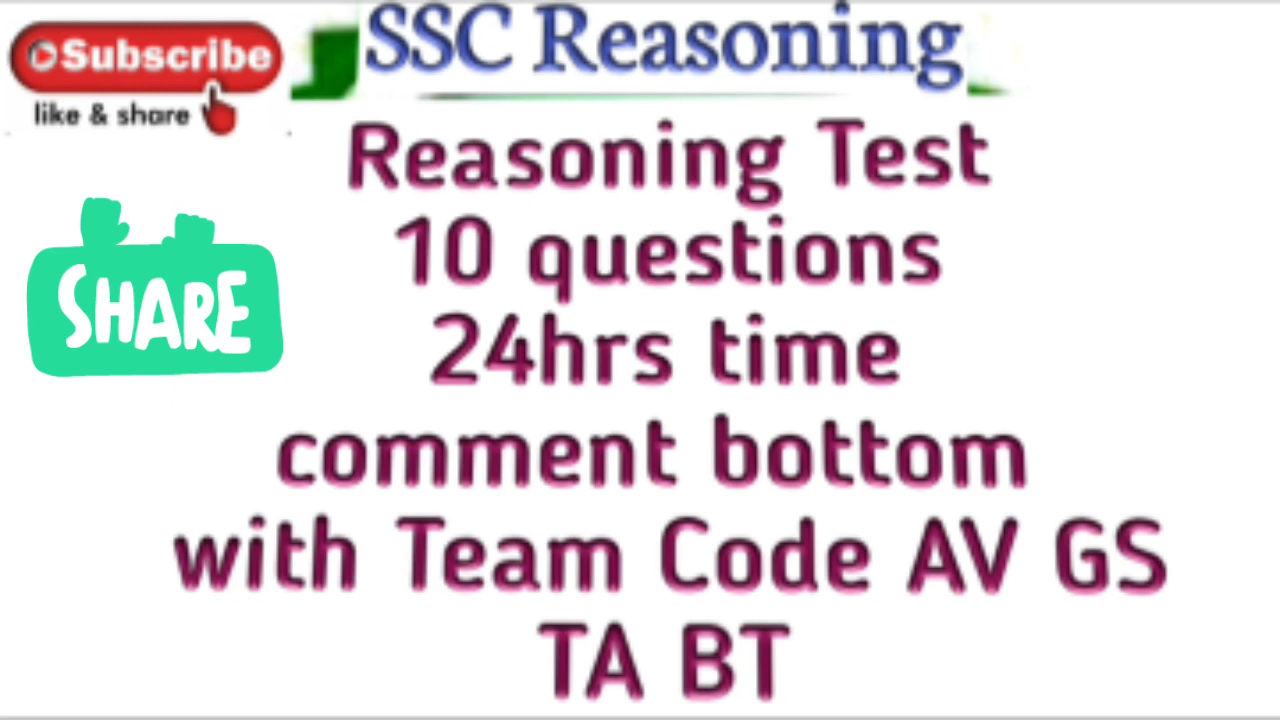 Subscribe
like & share
SSC Reasoning
Reasoning Test
10 questions
24hrs time
comment bottom
with Team Code AV GS
TA BT
SHARE